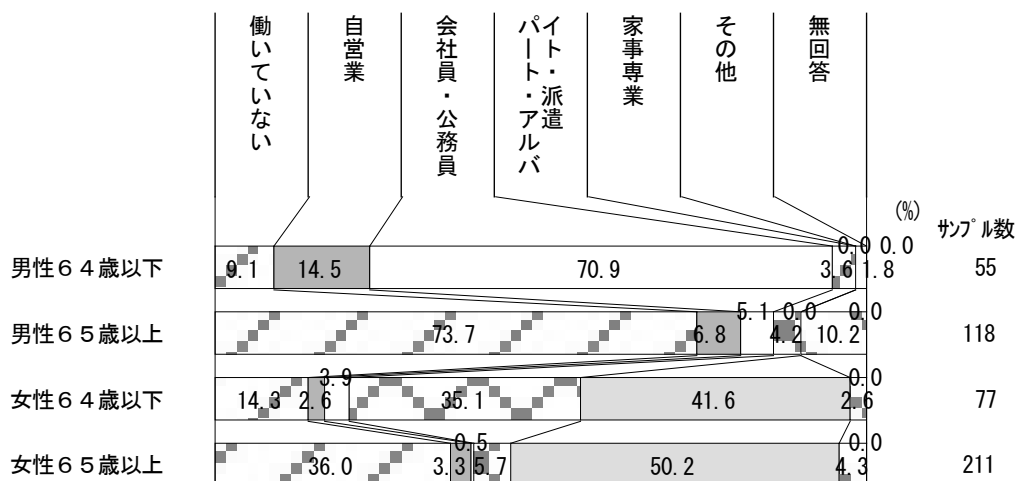 働いていない
自営業
会社員・公務員
パート・アルバ
イト・派遣
家事専業
その他
無回答
(%)
サンプル数
0.0 0.0
男性６４歳以下 9.1 14.5 70.9 3.6 1.8 55
5.1 0.0 0.0
男性６５歳以上 73.7 6.8 4.2 10.2 118
3.9 0.0
女性６４歳以下 14.3 2.6 35.1 41.6 2.6 77
0.5 0.0
女性６５歳以上 36.0 3.3 5.7 50.2 4.3 211